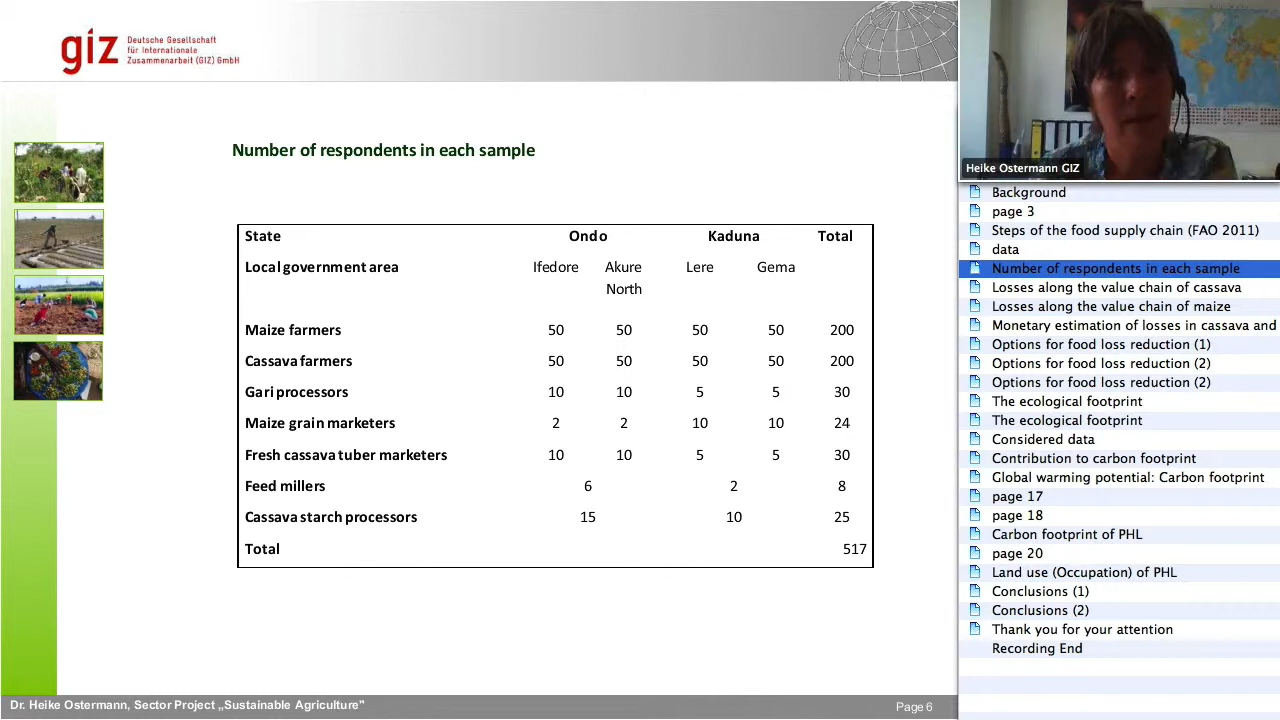 giz Deutsche Gesellschaft
für Internationale
Zusammenarbeit (GIZ) GmbH
Number of respondents in each sample
State Ondo Kaduna Total
Local government area Ifedore Akure North Lere Gema
Maize farmers 50 50 50 50 200
Cassava farmers 50 50 50 50 200
Gari processors 10 10 5 5 30
Maize grain marketers 2 2 10 10 24
Fresh cassava tuber marketers 10 10 5 5 30
Feed millers 6 2 8
Cassava starch processors 15 10 25
Total 517
Dr. Heike Ostermann, Sector Project „Sustainable Agriculture" Page 6
Heike Ostermann GIZ
Background
page 3
Steps of the food supply chain (FAO 2011)
data
Number of respondents in each sample
Losses along the value chain of cassava
Losses along the value chain of maize
Monetary estimation of losses in cassava and
Options for food loss reduction (1)
Options for food loss reduction (2)
Options for food loss reduction (2)
The ecological footprint
The ecological footprint
Considered data
Contribution to carbon footprint
Global warming potential: Carbon footprint
page 17
page 18
Carbon footprint of PHL
page 20
Land use (Occupation) of PHL
Conclusions (1)
Conclusions (2)
Thank you for your attention
Recording End